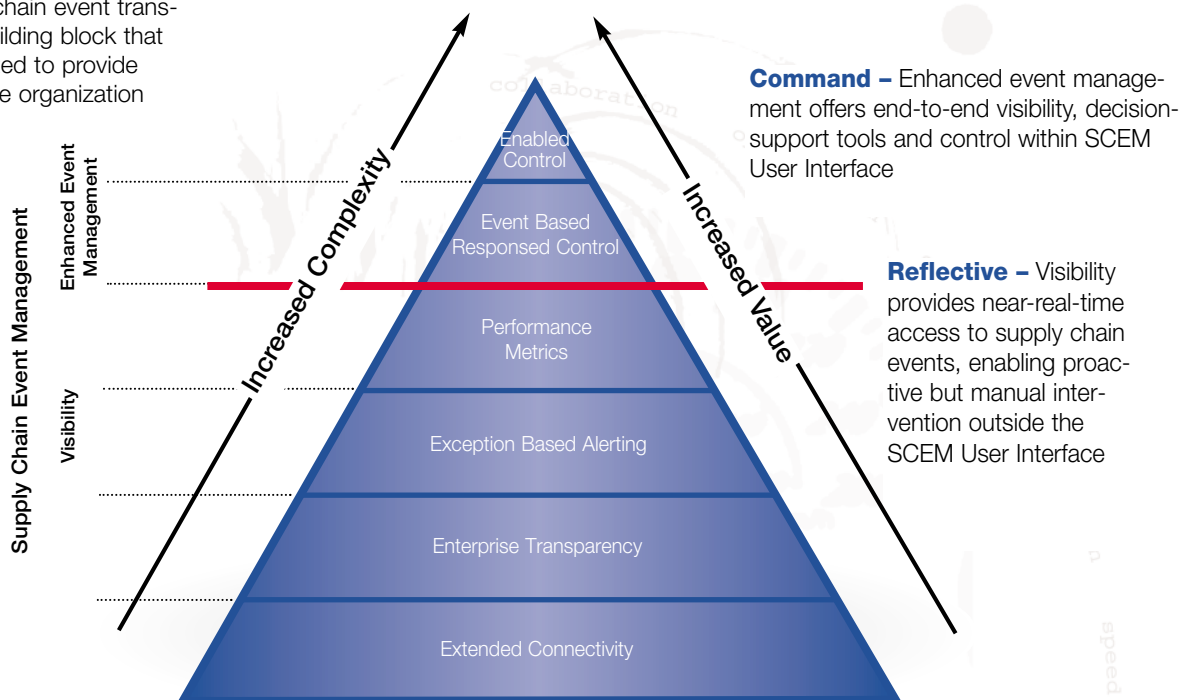 chain event trans-
ilding block that
ed to provide
e organization
Command – Enhanced event manage-
ment offers end-to-end visibility, decision-
support tools and control within SCEM
User Interface
Reflective – Visibility
provides near-real-time
access to supply chain
events, enabling proac-
tive but manual inter-
vention outside the
SCEM User Interface
Supply Chain Event Management
Enhanced Event
Management
Visibility
Increased Complexity
Increased Value
Enabled
Control
Event Based
Responsed Control
Performance
Metrics
Exception Based Alerting
Enterprise Transparency
Extended Connectivity
collaboration
speed